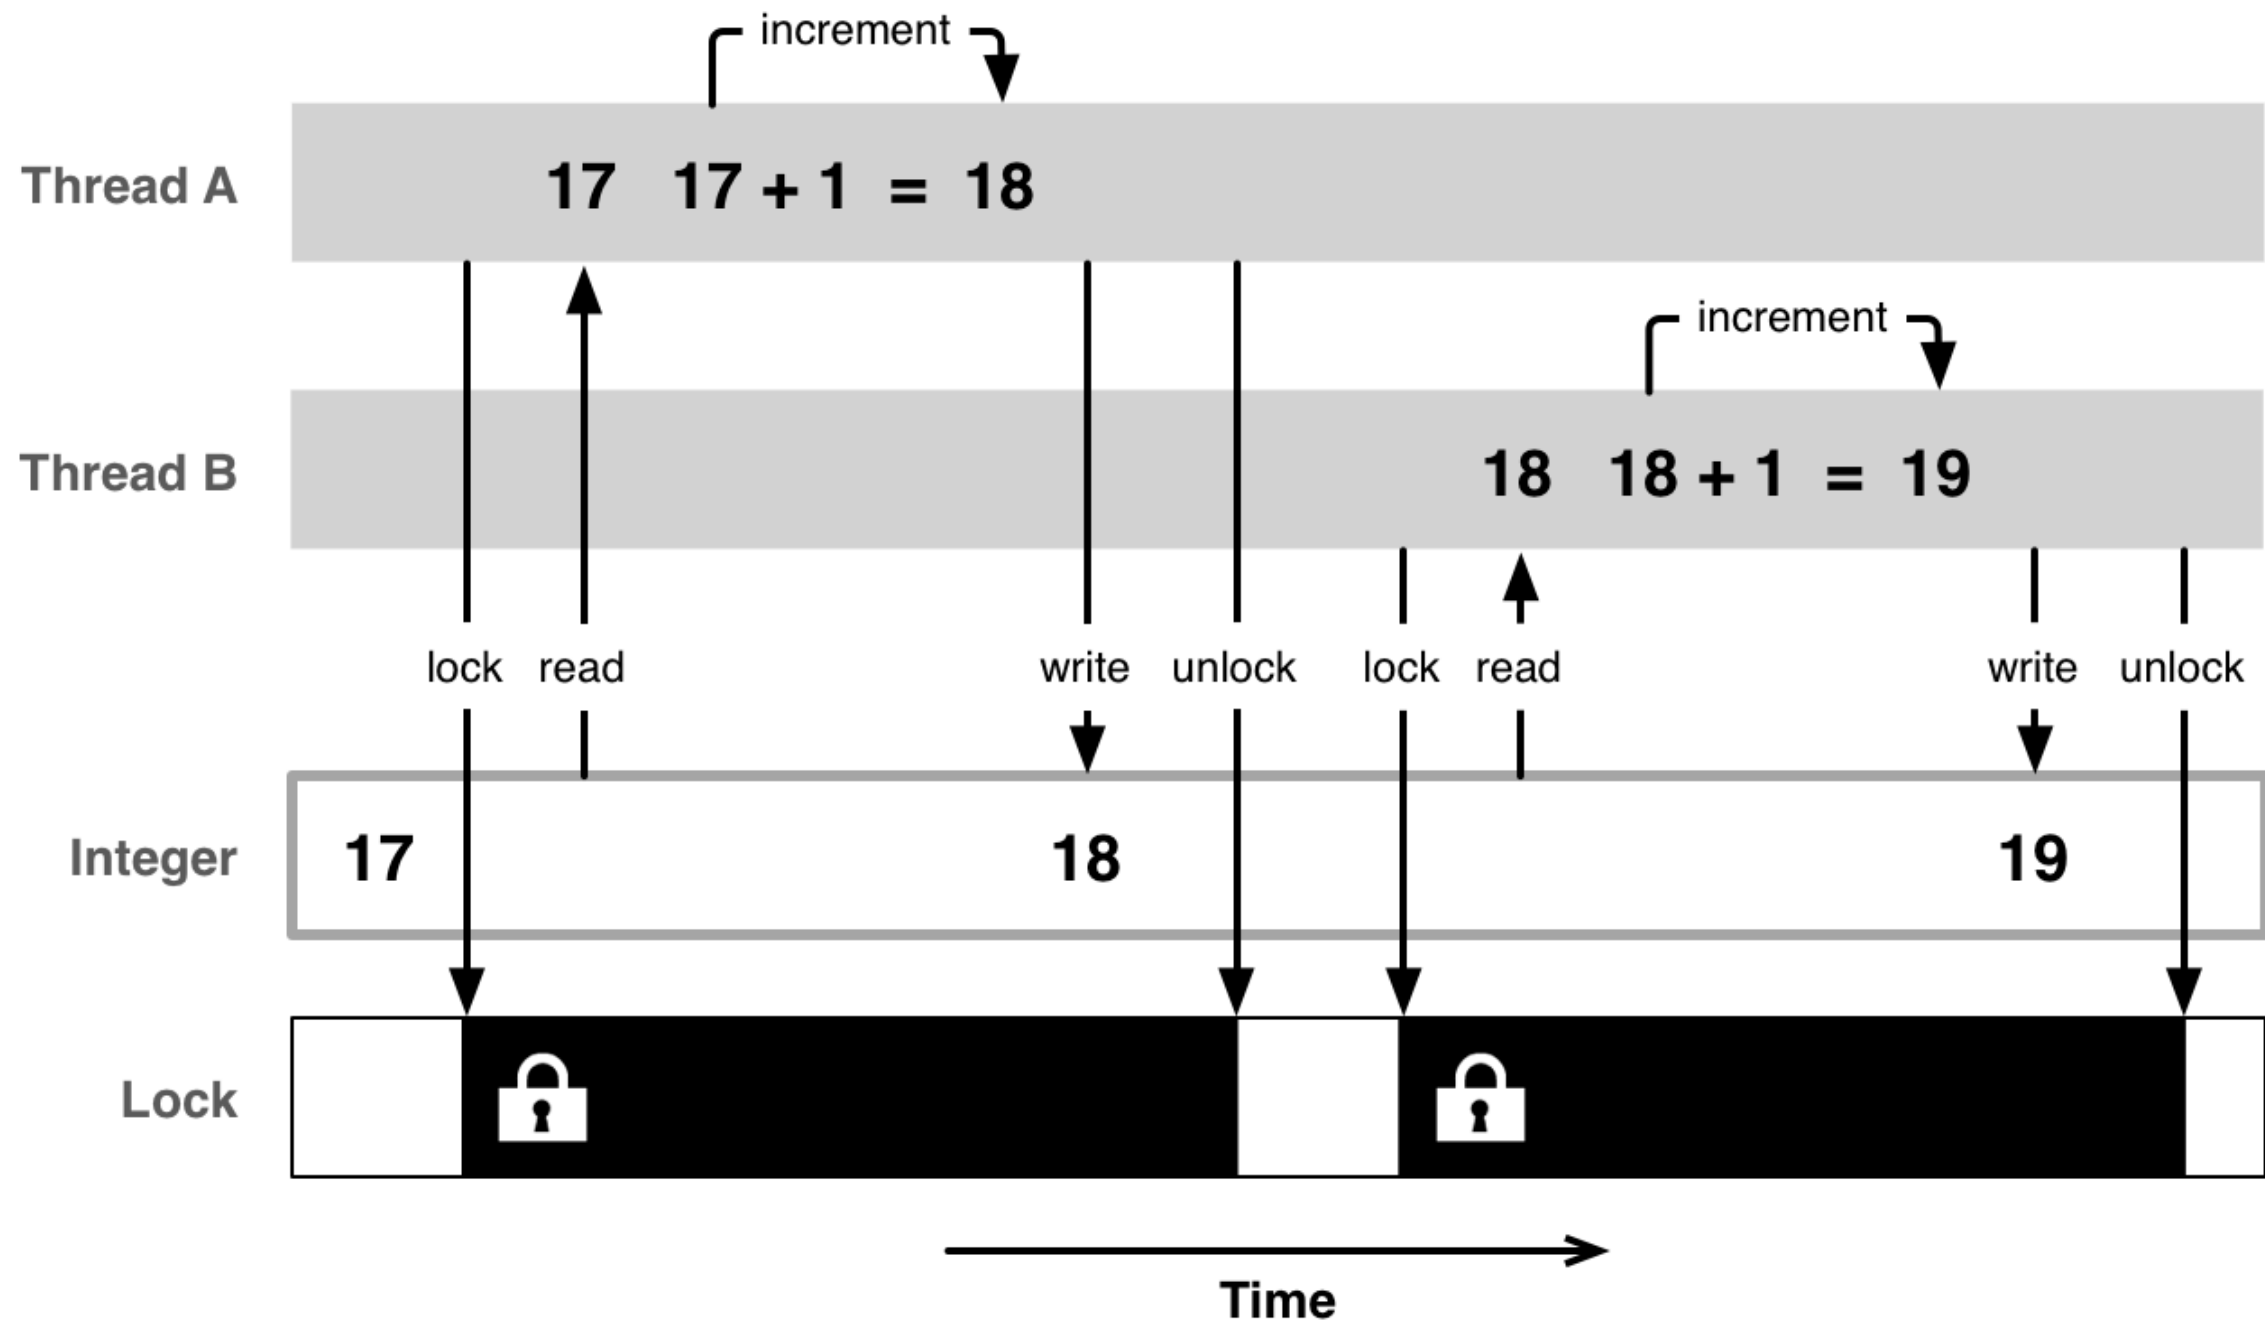 increment
Thread A
17 17 + 1 = 18
increment
Thread B
18 18 + 1 = 19
lock read write unlock lock read write unlock
Integer
17 18 19
Lock
Time